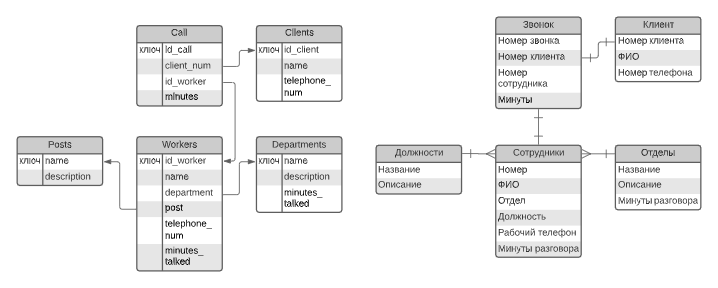 Call
ключ id_call
client_num
id_worker
minutes
Clients
ключ id_client
name
telephone_
num
Posts
ключ name
description
Workers
ключ id_worker
name
department
post
telephone_
num
minutes_
talked
Departments
ключ name
description
minutes_
talked
Звонок
Номер звонка
Номер клиента
Номер
сотрудника
Минуты
Клиент
Номер клиента
ФИО
Номер телефона
Должности
Название
Описание
Сотрудники
Номер
ФИО
Отдел
Должность
Рабочий телефон
Минуты разговора
Отделы
Название
Описание
Минуты разговора